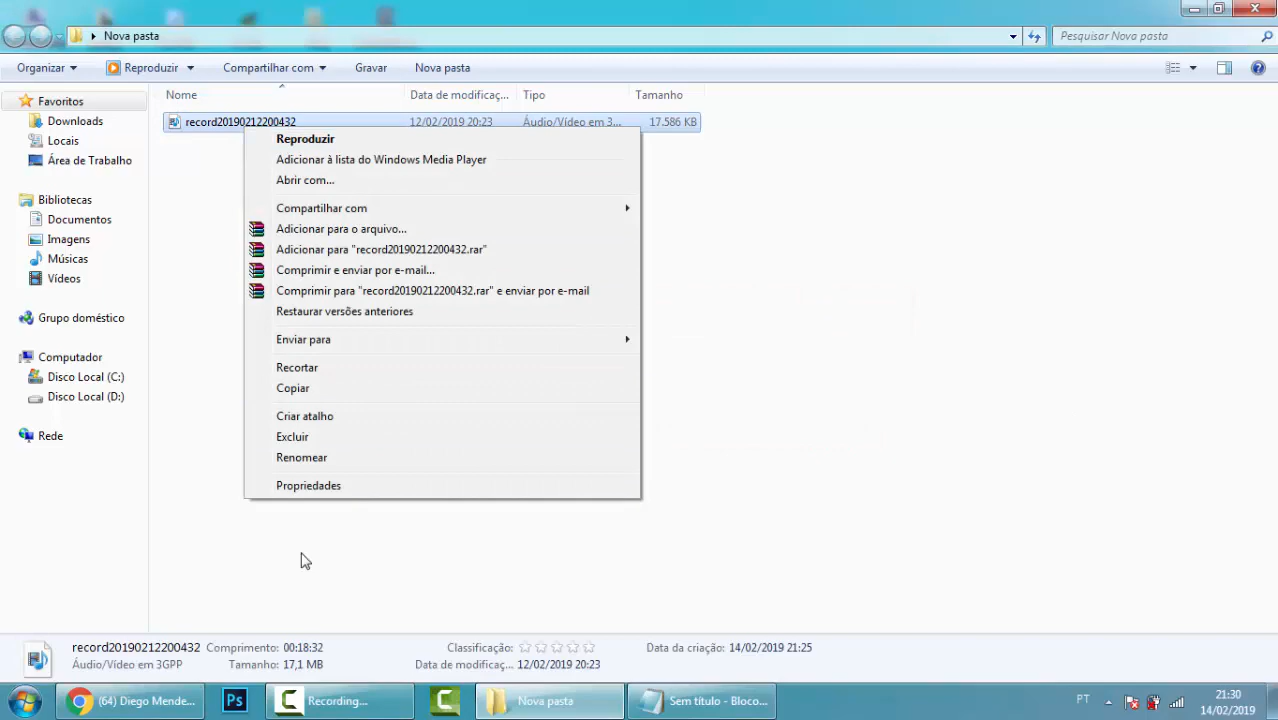 Nova pasta
Pesquisar Nova pasta
Organizar
Reproduzir
Compartilhar com
Gravar
Nova pasta
Favoritos
Downloads
Locais
Área de Trabalho
Bibliotecas
Documentos
Imagens
Músicas
Vídeos
Grupo doméstico
Computador
Disco Local (C:)
Disco Local (D:)
Rede
Nome
Data de modificaç...
Tipo
Tamanho
record20190212200432
12/02/2019 20:23
Áudio/Vídeo em 3...
17.586 KB
Reproduzir
Adicionar à lista do Windows Media Player
Abrir com...
Compartilhar com
Adicionar para o arquivo...
Adicionar para "record20190212200432.rar"
Comprimir e enviar por e-mail...
Comprimir para "record20190212200432.rar" e enviar por e-mail
Restaurar versões anteriores
Enviar para
Recortar
Copiar
Criar atalho
Excluir
Renomear
Propriedades
record20190212200432
Áudio/Vídeo em 3GPP
Comprimento: 00:18:32
Tamanho: 17,1 MB
Classificação:
Data de modificaç... 12/02/2019 20:23
Data da criação: 14/02/2019 21:25
(64) Diego Mende...
Ps
Recording...
Nova pasta
Sem título - Bloco...
PT
21:30
14/02/2019